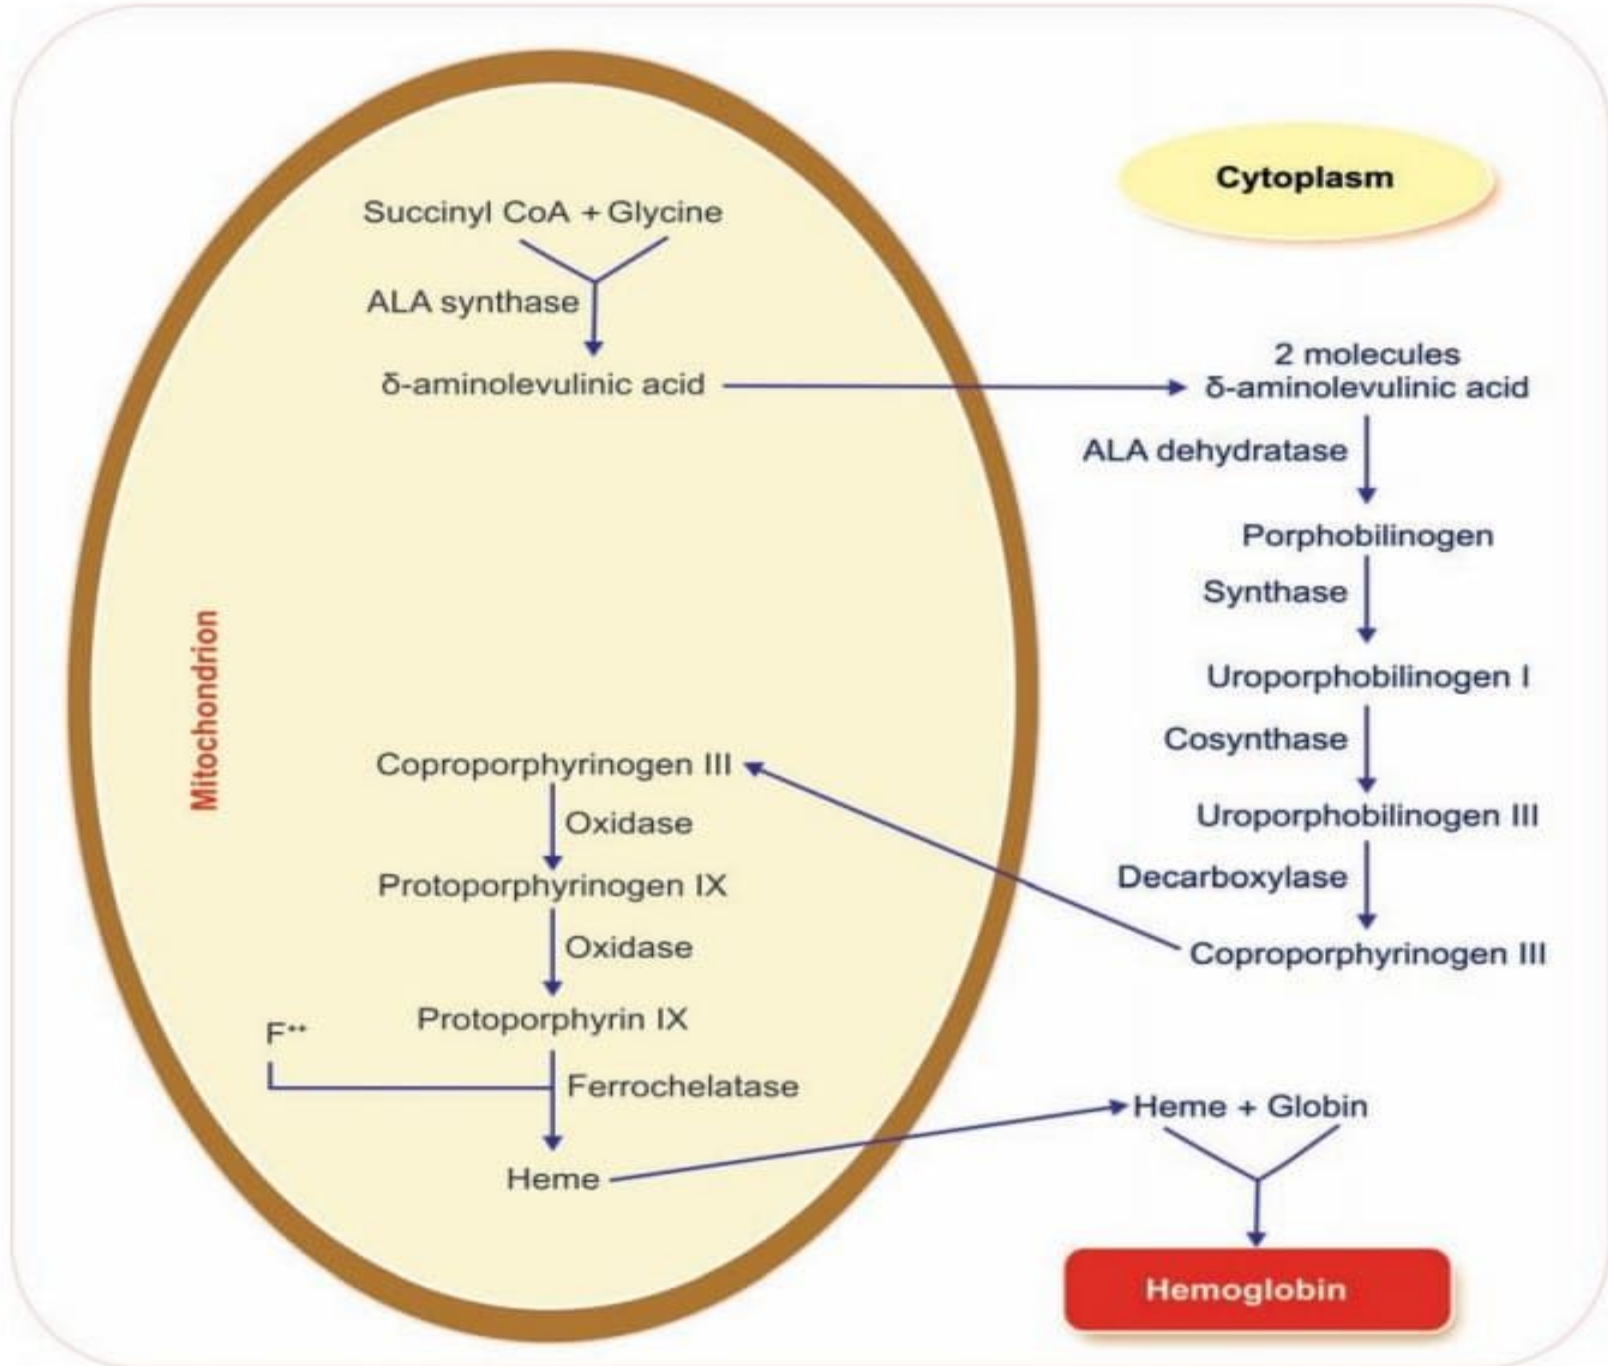 Cytoplasm
Succinyl CoA + Glycine
ALA synthase
δ-aminolevulinic acid
2 molecules
δ-aminolevulinic acid
ALA dehydratase
Porphobilinogen
Synthase
Uroporphobilinogen I
Cosynthase
Uroporphobilinogen III
Decarboxylase
Coproporphyrinogen III
Mitochondrion
Coproporphyrinogen III
Oxidase
Protoporphyrinogen IX
Oxidase
Protoporphyrin IX
F++
Ferrochelatase
Heme
Heme + Globin
Hemoglobin